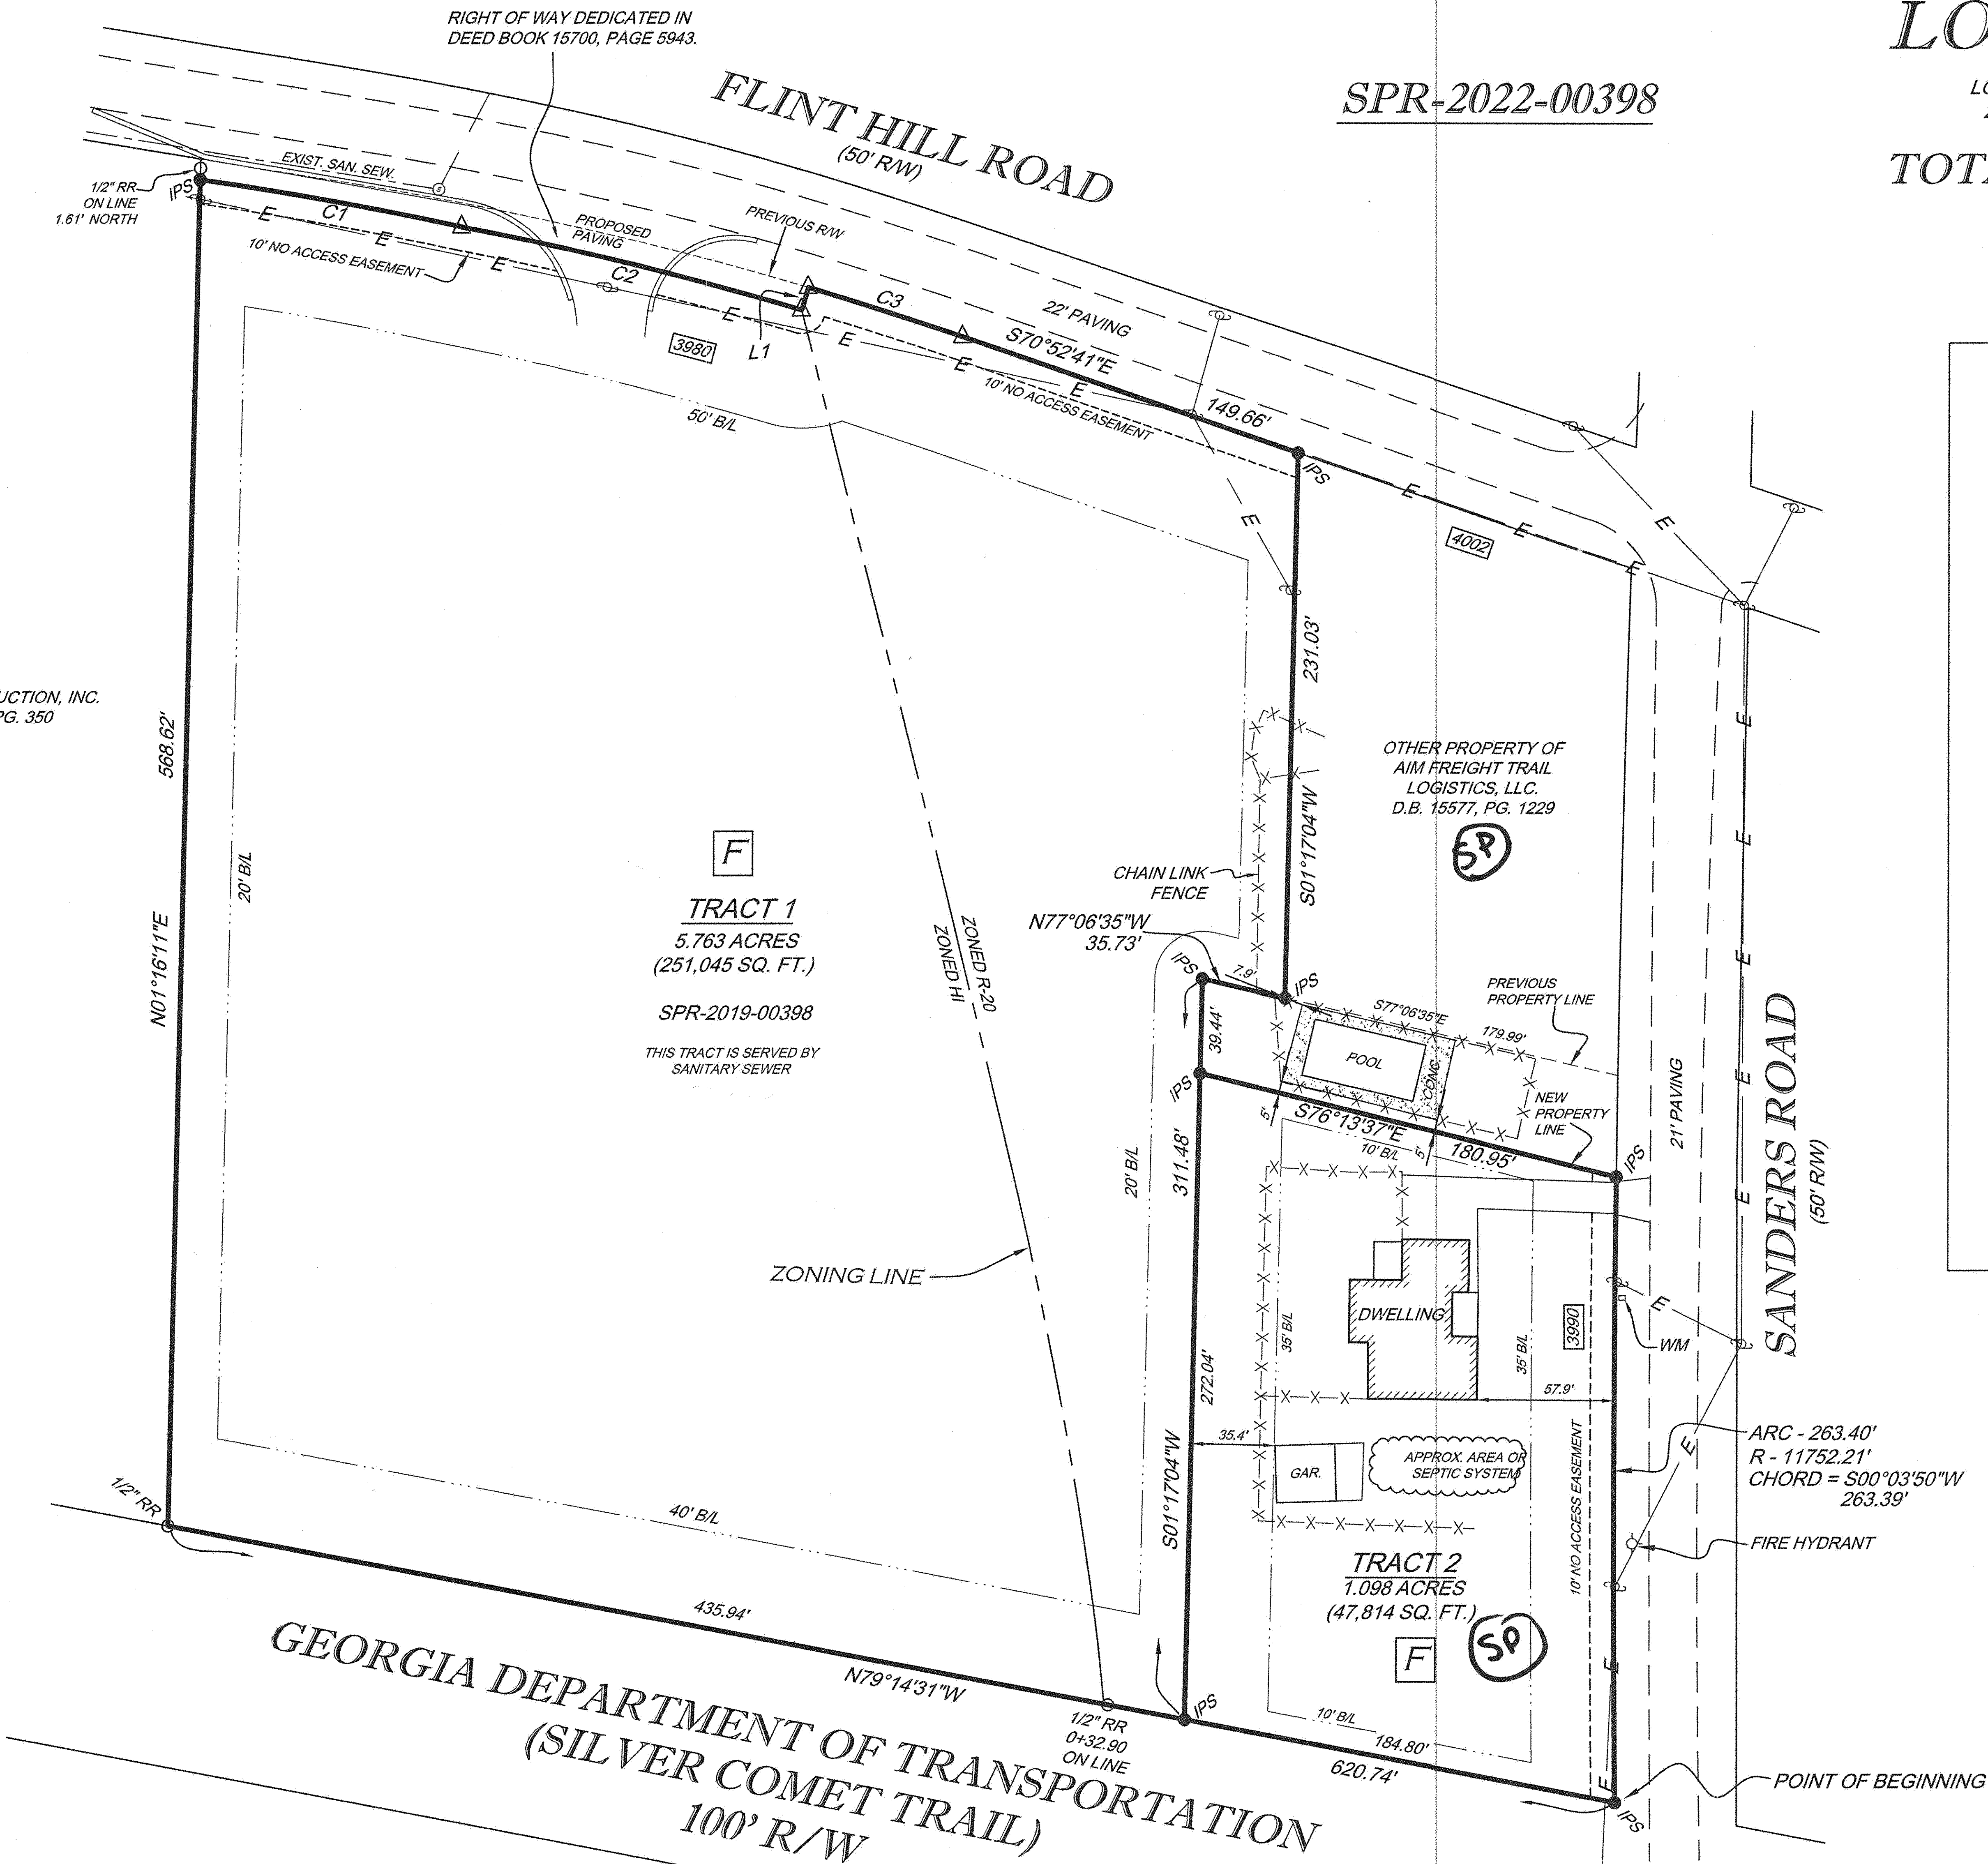 RIGHT OF WAY DEDICATED IN
DEED BOOK 15700, PAGE 5943.
FLINT HILL ROAD
(50' R/W)
SPR-2022-00398
LO
TOT
1/2" RR
ON LINE
1.61' NORTH
IPS
EXIST. SAN. SEW.
S
E
C1
E
10' NO ACCESS EASEMENT
E
PROPOSED
PAVING
PREVIOUS R/W
C2
E
3980
L1
E
C3
22' PAVING
S70°52'41"E
E
E
10' NO ACCESS EASEMENT
149.66'
IPS
50' B/L
E
E
E
E
E
4002
UCTION, INC.
PG. 350
568.62'
N01°16'11"E
20' B/L
231.03'
S01°17'04"W
OTHER PROPERTY OF
AIM FREIGHT TRAIL
LOGISTICS, LLC.
D.B. 15577, PG. 1229
SP
CHAIN LINK
FENCE
F
TRACT 1
5.763 ACRES
(251,045 SQ. FT.)
SPR-2019-00398
THIS TRACT IS SERVED BY
SANITARY SEWER
ZONED R-20
ZONED HI
N77°06'35"W
35.73'
IPS
7.9'
IPS
39.44'
IPS
S77°06'35"E
179.99'
PREVIOUS
PROPERTY LINE
POOL
CONC.
NEW
PROPERTY
LINE
5'
S76°13'37"E
10' B/L
5'
180.95'
IPS
21' PAVING
SANDERS ROAD
(50' R/W)
E
E
E
E
E
ZONING LINE
20' B/L
311.48'
272.04'
S01°17'04"W
35' B/L
DWELLING
35' B/L
3990
E
WM
57.9'
35.4'
GAR.
APPROX. AREA OF
SEPTIC SYSTEM
10' NO ACCESS EASEMENT
E
ARC - 263.40'
R - 11752.21'
CHORD = S00°03'50"W
263.39'
FIRE HYDRANT
TRACT 2
1.098 ACRES
(47,814 SQ. FT.)
F
SP
E
E
1/2" RR
40' B/L
435.94'
N79°14'31"W
1/2" RR
0+32.90
ON LINE
IPS
10' B/L
184.80'
620.74'
POINT OF BEGINNING
IPS
GEORGIA DEPARTMENT OF TRANSPORTATION
(SILVER COMET TRAIL)
100' R/W